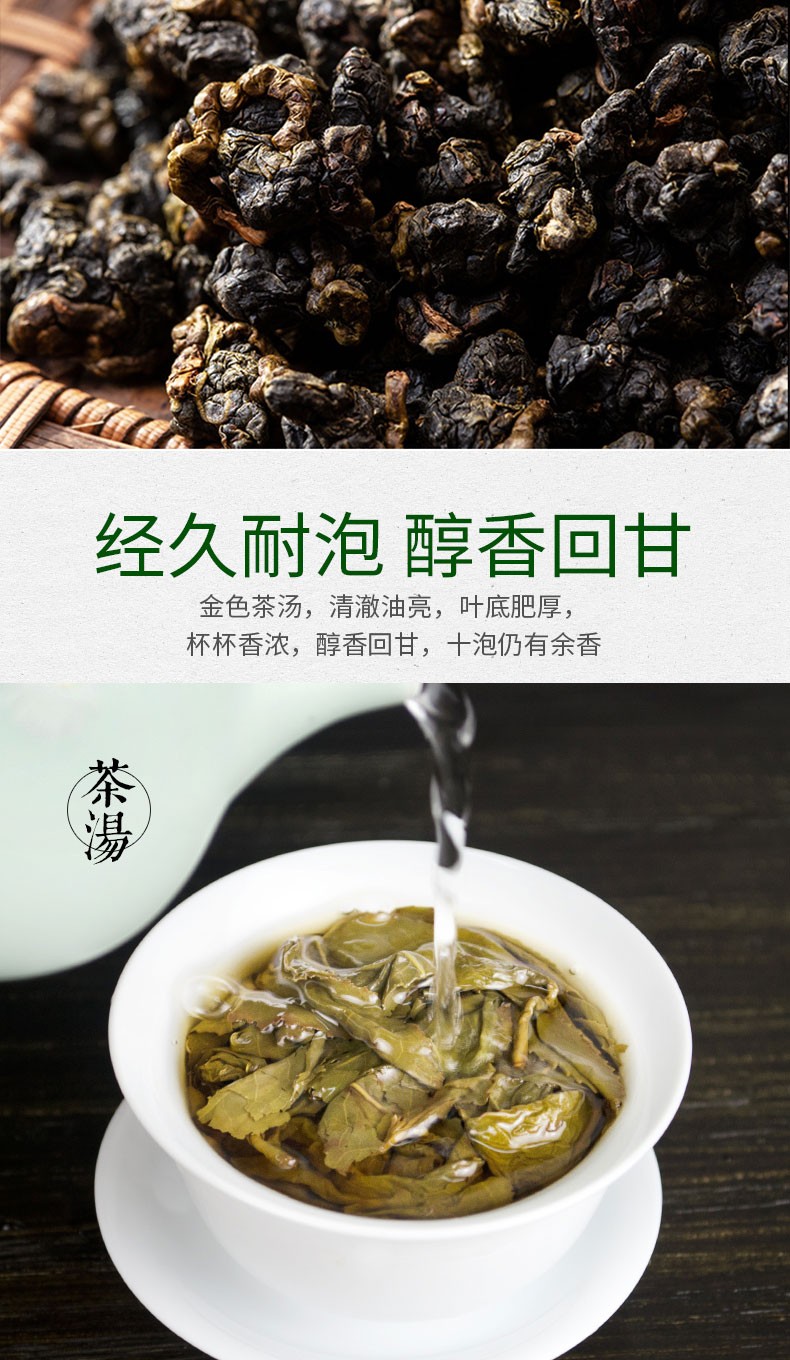 经久耐泡 醇香回甘
金色茶汤，清澈油亮，叶底肥厚，
杯杯香浓，醇香回甘，十泡仍有余香
茶
湯